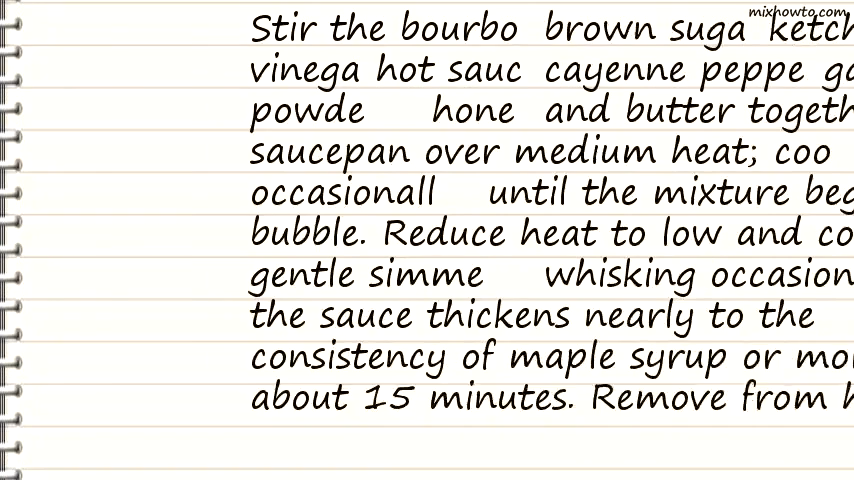 mixhowto.com
Stir the bourbo brown suga ketch
vinega hot sauc cayenne peppe ga
powde hone and butter togeth
saucepan over medium heat; coo
occasionall until the mixture beg
bubble. Reduce heat to low and co
gentle simme whisking occasion
the sauce thickens nearly to the
consistency of maple syrup or mo
about 15 minutes. Remove from h